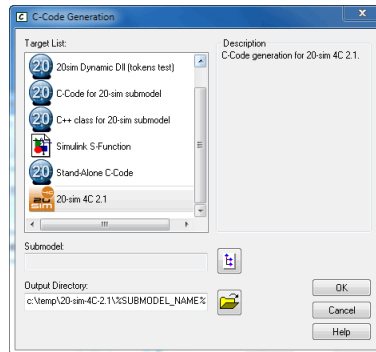 C-Code Generation
Target List:
20sim Dynamic Dll (tokens test)
C-Code for 20-sim submodel
C++ class for 20-sim submodel
Simulink S-Function
Stand-Alone C-Code
20-sim 4C 2.1
Description
C-Code generation for 20-sim 4C 2.1.
Submodel:
Output Directory:
c:\temp\20-sim-4C-2.1\%SUBMODEL_NAME%
OK
Cancel
Help